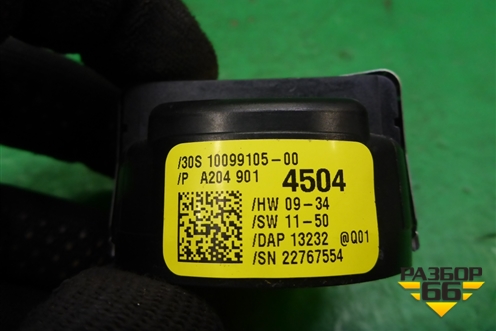 /30S 10099105-00
/P A204 901 4504
/HW 09-34
/SW 11-50
/DAP 13232 @Q01
/SN 22767554
РАЗБОР
66